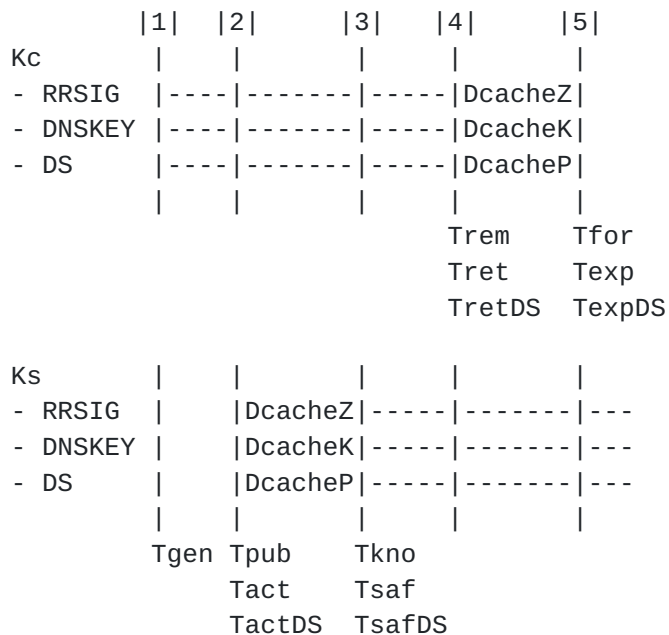 |1|  |2|      |3|   |4|      |5|
Kc        |    |        |     |        |
- RRSIG  |----|-------|-----|DcacheZ|
- DNSKEY |----|-------|-----|DcacheK|
- DS     |----|-------|-----|DcacheP|
         |    |       |     |       |
                            Trem    Tfor
                            Tret    Texp
                            TretDS  TexpDS
Ks       |    |       |     |       |
- RRSIG  |    |DcacheZ|-----|-------|---
- DNSKEY |    |DcacheK|-----|-------|---
- DS     |    |DcacheP|-----|-------|---
         |    |       |     |       |
         Tgen Tpub    Tkno
              Tact    Tsaf
              TactDS  TsafDS